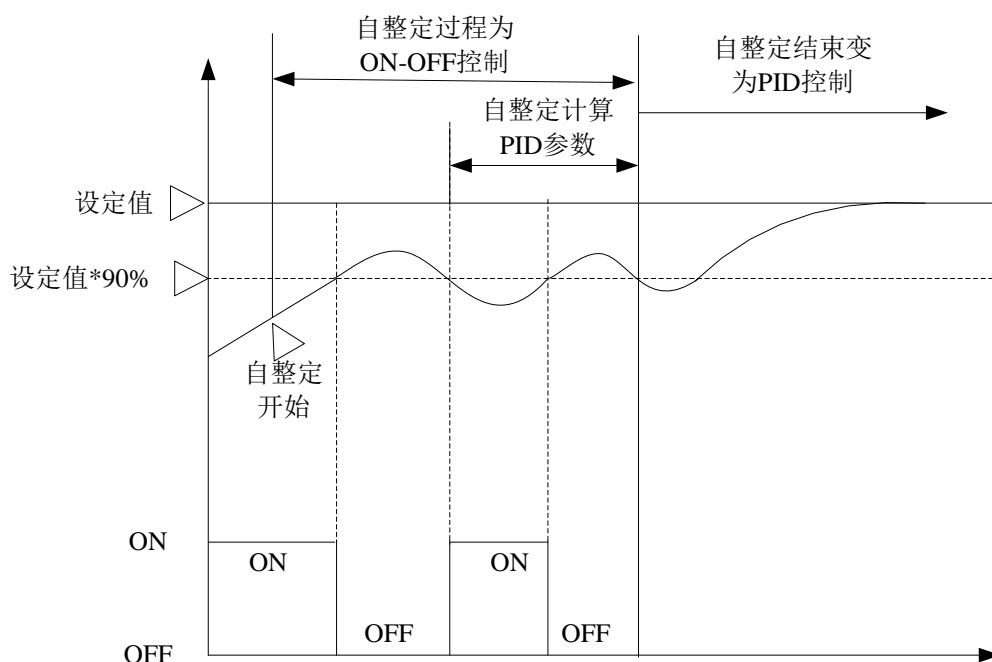 自整定过程为
ON-OFF控制
自整定结束变
为PID控制
自整定计算
PID参数
设定值
设定值*90%
自整定
开始
ON
ON
ON
OFF
OFF
OFF